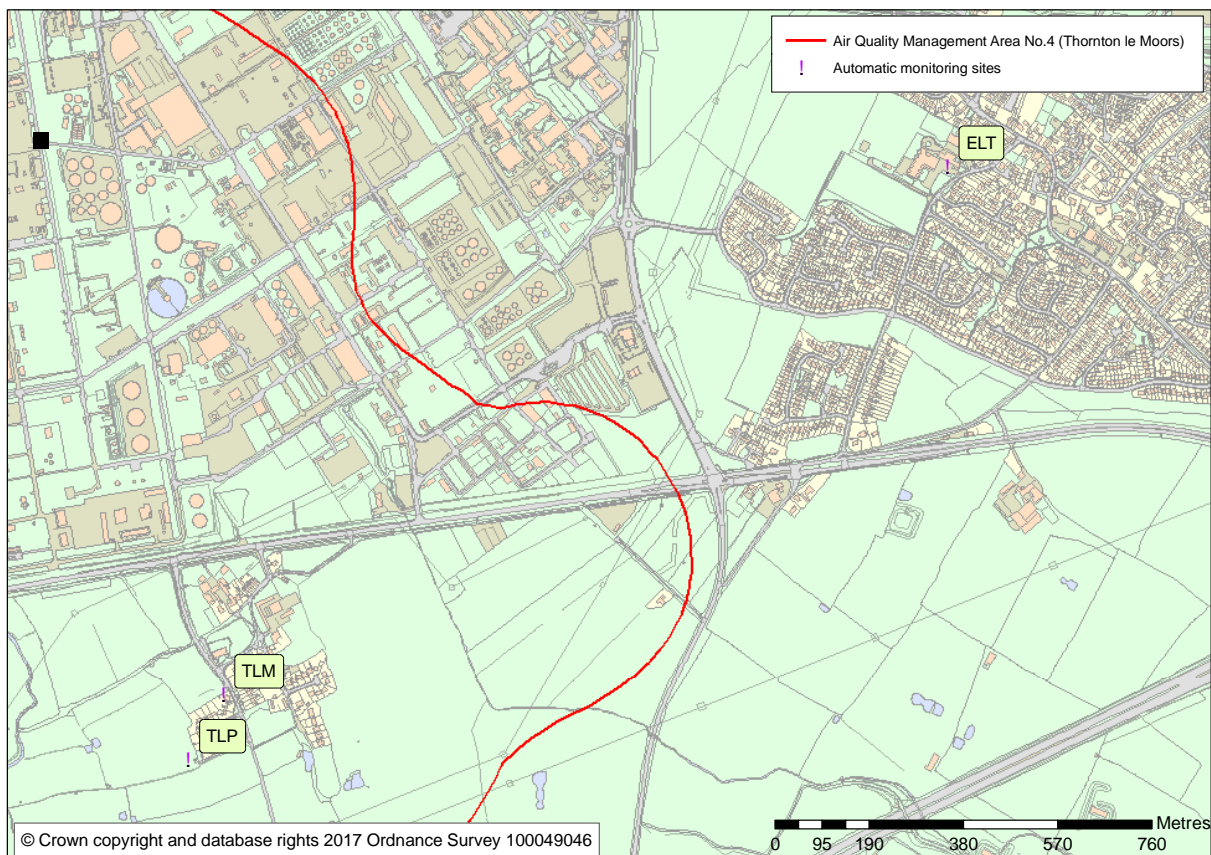 Air Quality Management Area No.4 (Thornton le Moors)
! Automatic monitoring sites
ELT
!
TLM
!
TLP
!
Metres
0 95 190 380 570 760
© Crown copyright and database rights 2017 Ordnance Survey 100049046